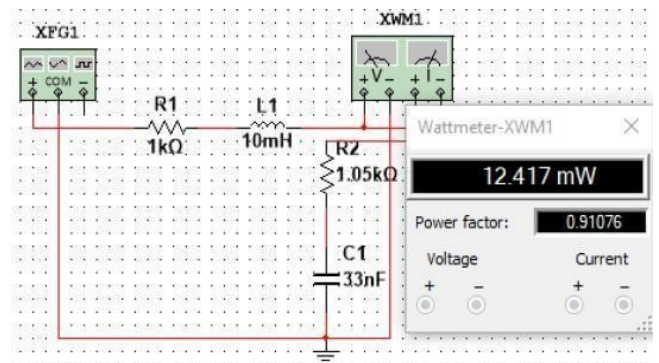 XFG1
XWM1
+ COM -
+ V - + I -
R1
1kΩ
L1
10mH
R2
1.05kΩ
C1
33nF
Wattmeter-XWM1
12.417 mW
Power factor: 0.91076
Voltage Current
+ - + -